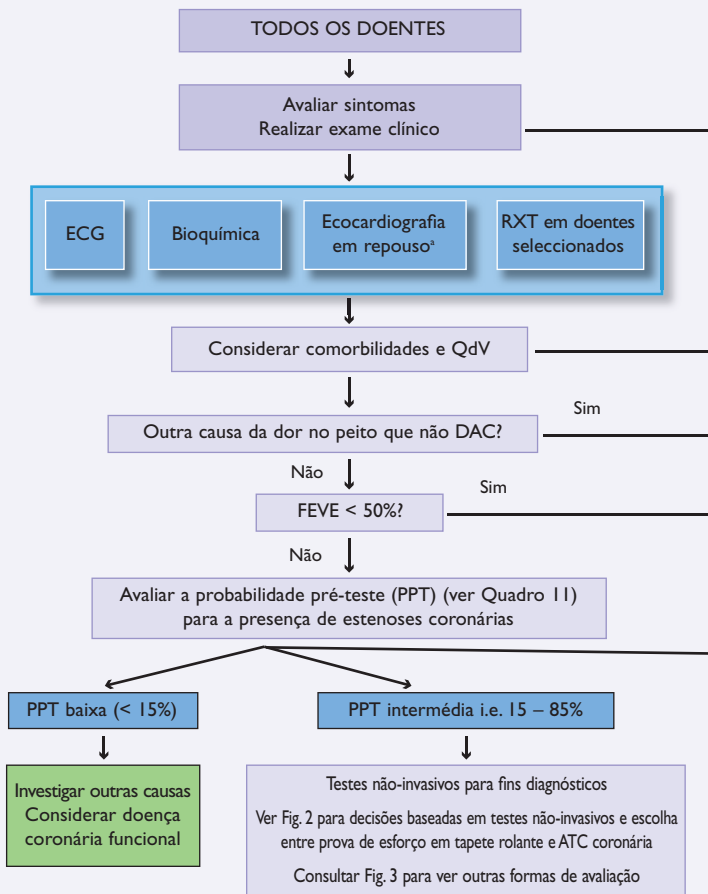 TODOS OS DOENTES
Avaliar sintomas
Realizar exame clínico
ECG
Bioquímica
Ecocardiografia
em repousoª
RXT em doentes
seleccionados
Considerar comorbilidades e QdV
Outra causa da dor no peito que não DAC?
Sim
Não
FEVE < 50%?
Sim
Não
Avaliar a probabilidade pré-teste (PPT) (ver Quadro 11)
para a presença de estenoses coronárias
PPT baixa (< 15%)
PPT intermédia i.e. 15 – 85%
Investigar outras causas
Considerar doença
coronária funcional
Testes não-invasivos para fins diagnósticos
Ver Fig. 2 para decisões baseadas em testes não-invasivos e escolha
entre prova de esforço em tapete rolante e ATC coronária
Consultar Fig. 3 para ver outras formas de avaliação